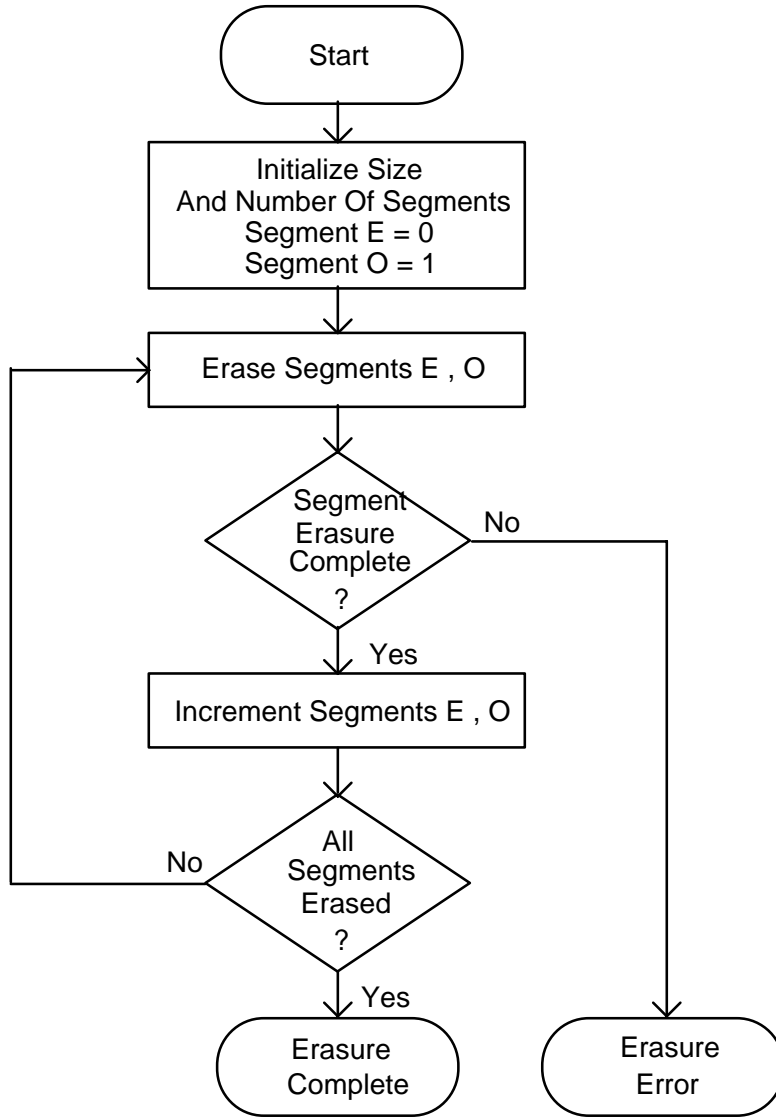 Start
Initialize Size
And Number Of Segments
Segment E = 0
Segment O = 1
Erase Segments E , O
Segment
Erasure
Complete
?
No
Yes
Increment Segments E , O
All
Segments
Erased
?
No
Yes
Erasure
Complete
Erasure
Error